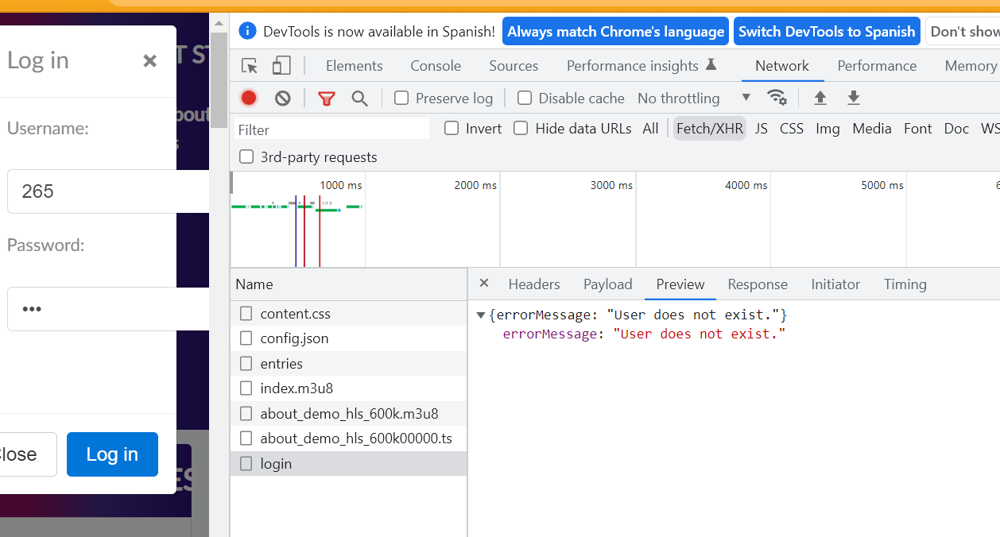 DevTools is now available in Spanish! Always match Chrome's language Switch DevTools to Spanish Don't show
Log in ×
T ST
Elements Console Sources Performance insights Network Performance Memory
Preserve log Disable cache No throttling
bout
Username:
Filter Invert Hide data URLs All Fetch/XHR JS CSS Img Media Font Doc WS
3rd-party requests
265
1000 ms 2000 ms 3000 ms 4000 ms 5000 ms 6
Password:
•••
Name × Headers Payload Preview Response Initiator Timing
content.css
config.json
entries
index.m3u8
about_demo_hls_600k.m3u8
about_demo_hls_600k00000.ts
login
{errorMessage: "User does not exist."}
errorMessage: "User does not exist."
lose Log in
ES